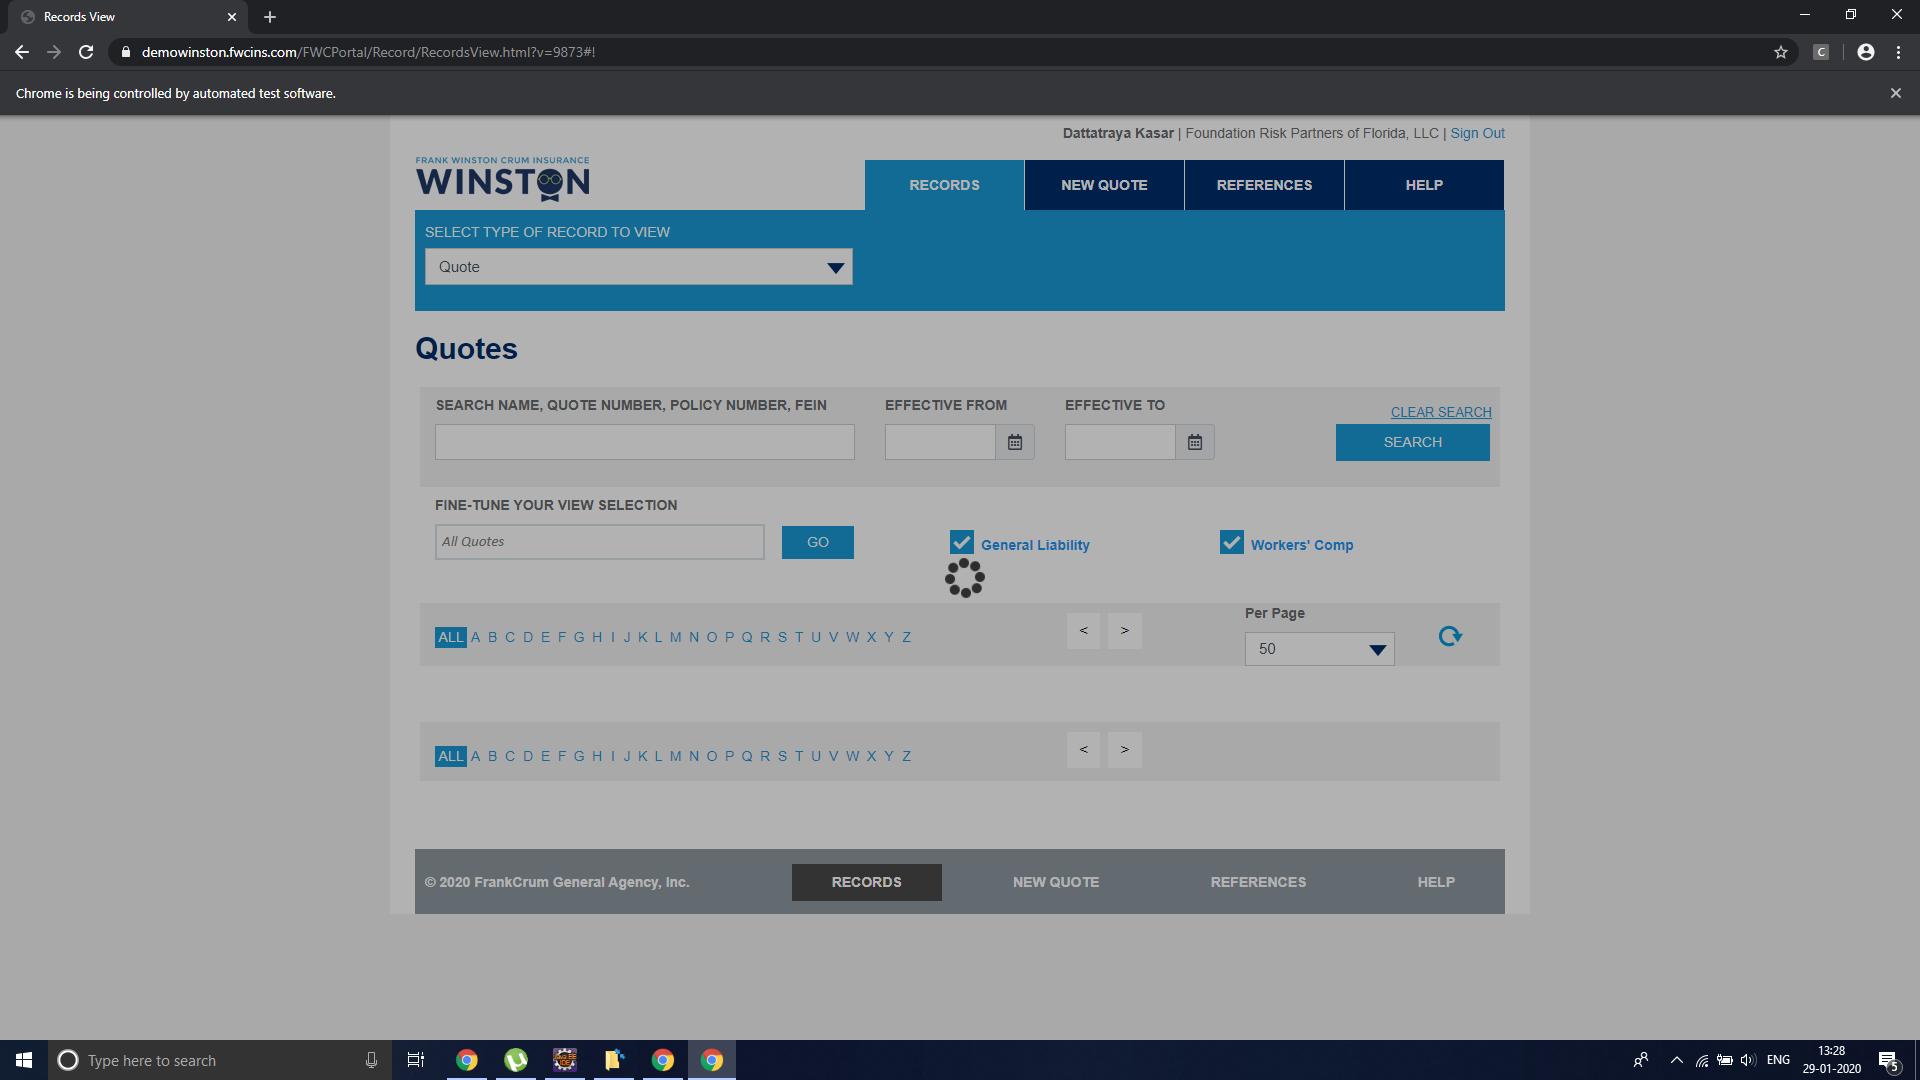 Records View
demowinston.fwcins.com/FWCPortal/Record/RecordsView.html?v=9873#!
C
Chrome is being controlled by automated test software.
Dattatraya Kasar | Foundation Risk Partners of Florida, LLC | Sign Out
FRANK WINSTON CRUM INSURANCE
WINSTON
RECORDS NEW QUOTE REFERENCES HELP
SELECT TYPE OF RECORD TO VIEW
Quote
Quotes
SEARCH NAME, QUOTE NUMBER, POLICY NUMBER, FEIN EFFECTIVE FROM EFFECTIVE TO
CLEAR SEARCH
SEARCH
FINE-TUNE YOUR VIEW SELECTION
All Quotes GO General Liability Workers' Comp
Per Page
ALL A B C D E F G H I J K L M N O P Q R S T U V W X Y Z < >
50
ALL A B C D E F G H I J K L M N O P Q R S T U V W X Y Z < >
© 2020 FrankCrum General Agency, Inc. RECORDS NEW QUOTE REFERENCES HELP
Type here to search
ENG
13:28
29-01-2020
5